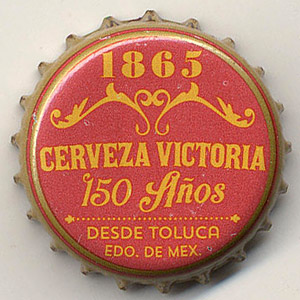 1865
CERVEZA VICTORIA
150 Años
DESDE TOLUCA
EDO. DE MEX.